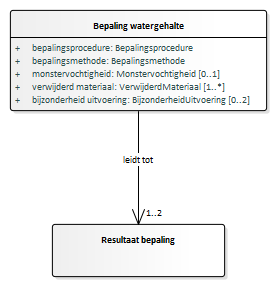 Bepaling watergehalte
+ bepalingsprocedure: Bepalingsprocedure
+ bepalingsmethode: Bepalingsmethode
+ monstervochtigheid: Monstervochtigheid [0..1]
+ verwijderd materiaal: VerwijderdMateriaal [1..*]
+ bijzonderheid uitvoering: BijzonderheidUitvoering [0..2]
leidt tot
1..2
Resultaat bepaling